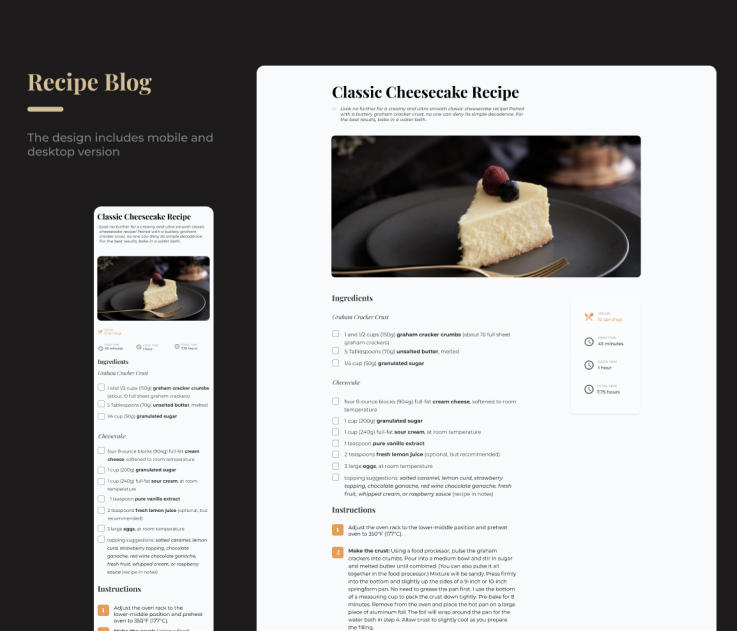 Recipe Blog
The design includes mobile and
desktop version
Classic Cheesecake Recipe
Look no further for a creamy and ultra smooth classic cheesecake recipe! Paired
with a buttery graham cracker crust, no one can deny its simple decadence. For
the best results, bake in a water bath.
Ingredients
Graham Cracker Crust
1 and 1/2 cups (150g) graham cracker crumbs (about 10 full sheet
graham crackers)
5 Tablespoons (70g) unsalted butter, melted
1/4 cup (50g) granulated sugar
Cheesecake
four 8-ounce blocks (904g) full-fat cream cheese, softened to room
temperature
1 cup (200g) granulated sugar
1 cup (240g) full-fat sour cream, at room temperature
1 teaspoon pure vanilla extract
2 teaspoons fresh lemon juice (optional, but recommended)
3 large eggs, at room temperature
topping suggestions: salted caramel, lemon curd, strawberry
topping, chocolate ganache, red wine chocolate ganache, fresh
fruit, whipped cream, or raspberry sauce (recipe in notes)
Instructions
1 Adjust the oven rack to the lower-middle position and preheat
oven to 350°F (177°C).
2 Make the crust: Using a food processor, pulse the graham
crackers into crumbs. Pour into a medium bowl and stir in sugar
and melted butter until combined. (You can also pulse it all
together in the food processor.) Mixture will be sandy. Press firmly
into the bottom and slightly up the sides of a 9-inch or 10-inch
springform pan. No need to grease the pan first. I use the bottom
of a measuring cup to pack the crust down tightly. Pre-bake for 8
minutes. Remove from the oven and place the hot pan on a large
piece of aluminum foil. The foil will wrap around the pan for the
water bath in step 4. Allow crust to slightly cool as you prepare
the filling.
10 servings
45 minutes
1 hour
7.75 hours
Classic Cheesecake Recipe
Look no further for a creamy and ultra smooth classic
cheesecake recipe! Paired with a buttery graham
cracker crust, no one can deny its simple decadence.
For the best results, bake in a water bath.
45 minutes
1 hour
7.75 hours
Ingredients
Graham Cracker Crust
1 and 1/2 cups (150g) graham cracker crumbs
(about 10 full sheet graham crackers)
5 Tablespoons (70g) unsalted butter, melted
1/4 cup (50g) granulated sugar
Cheesecake
four 8-ounce blocks (904g) full-fat cream
cheese, softened to room temperature
1 cup (200g) granulated sugar
1 cup (240g) full-fat sour cream, at room
temperature
1 teaspoon pure vanilla extract
2 teaspoons fresh lemon juice (optional, but
recommended)
3 large eggs, at room temperature
topping suggestions: salted caramel, lemon
curd, strawberry topping, chocolate
ganache, red wine chocolate ganache,
fresh fruit, whipped cream, or raspberry
sauce (recipe in notes)
Instructions
1 Adjust the oven rack to the
lower-middle position and preheat
oven to 350°F (177°C).